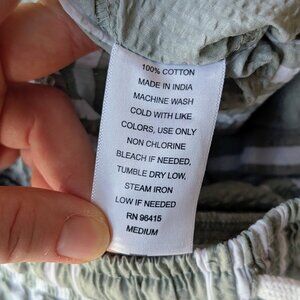 100% COTTON
MADE IN INDIA
MACHINE WASH
COLD WITH LIKE
COLORS, USE ONLY
NON CHLORINE
BLEACH IF NEEDED,
TUMBLE DRY LOW,
STEAM IRON
LOW IF NEEDED
RN 96415
MEDIUM